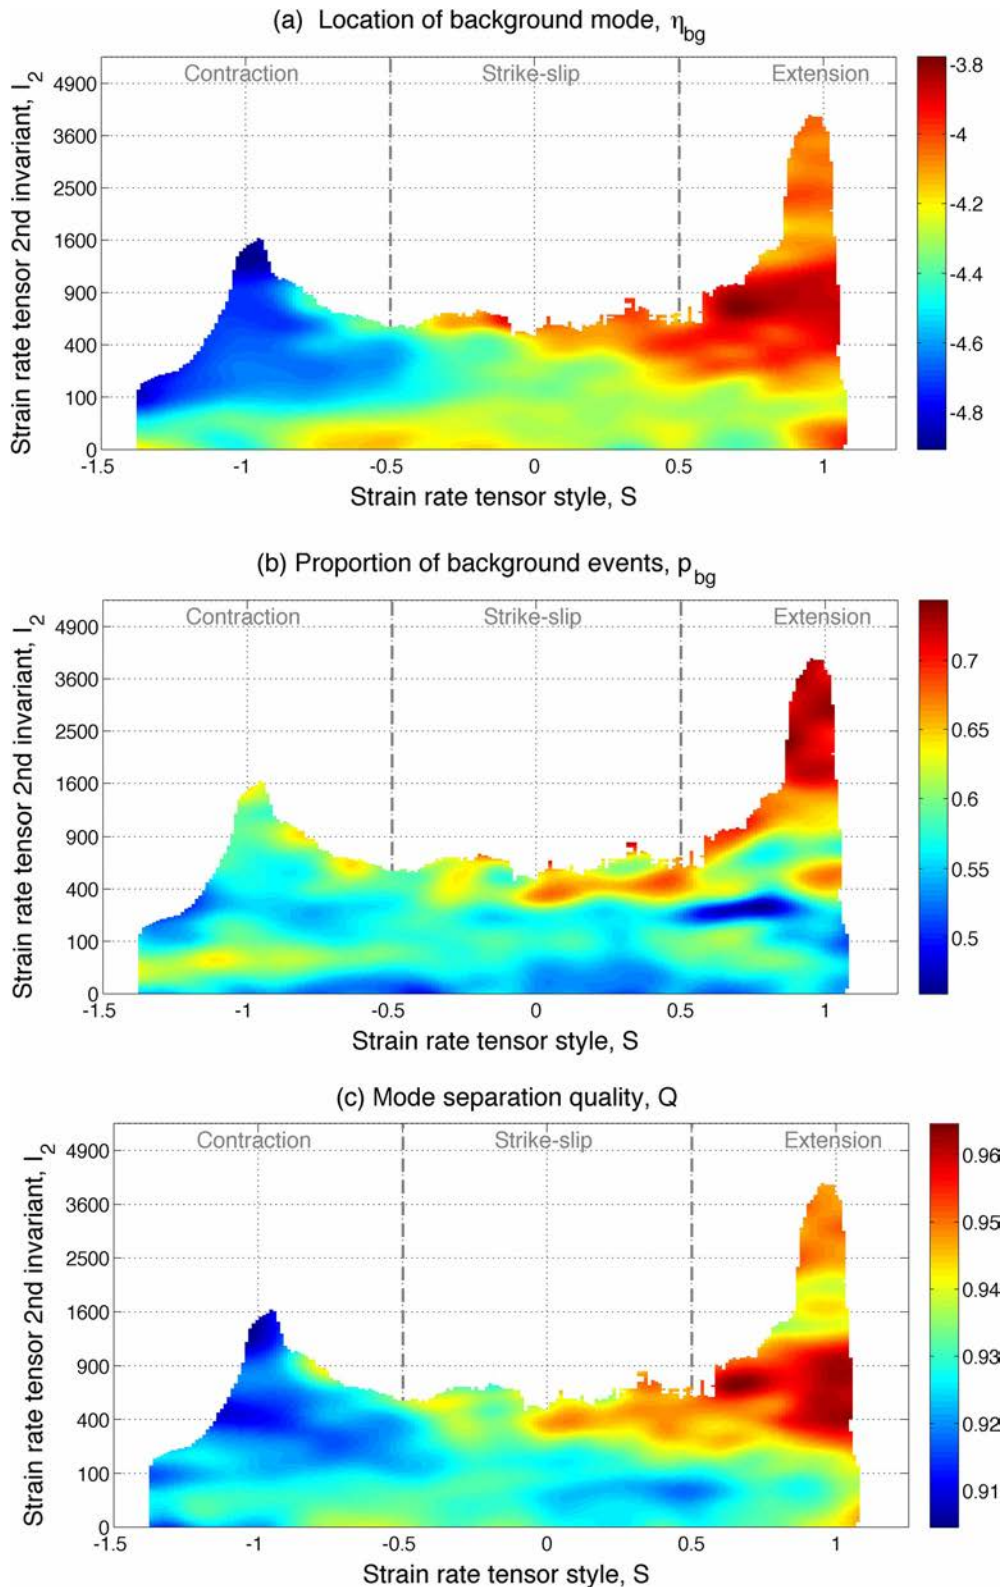 (a) Location of background mode, ηbg
Contraction Strike-slip Extension
Strain rate tensor 2nd invariant, I2
4900
3600
2500
1600
900
400
100
0
-1.5 -1 -0.5 0 0.5 1
Strain rate tensor style, S
-3.8
-4
-4.2
-4.4
-4.6
-4.8
(b) Proportion of background events, pbg
Contraction Strike-slip Extension
Strain rate tensor 2nd invariant, I2
4900
3600
2500
1600
900
400
100
0
-1.5 -1 -0.5 0 0.5 1
Strain rate tensor style, S
0.7
0.65
0.6
0.55
0.5
(c) Mode separation quality, Q
Contraction Strike-slip Extension
Strain rate tensor 2nd invariant, I2
4900
3600
2500
1600
900
400
100
0
-1.5 -1 -0.5 0 0.5 1
Strain rate tensor style, S
0.96
0.95
0.94
0.93
0.92
0.91